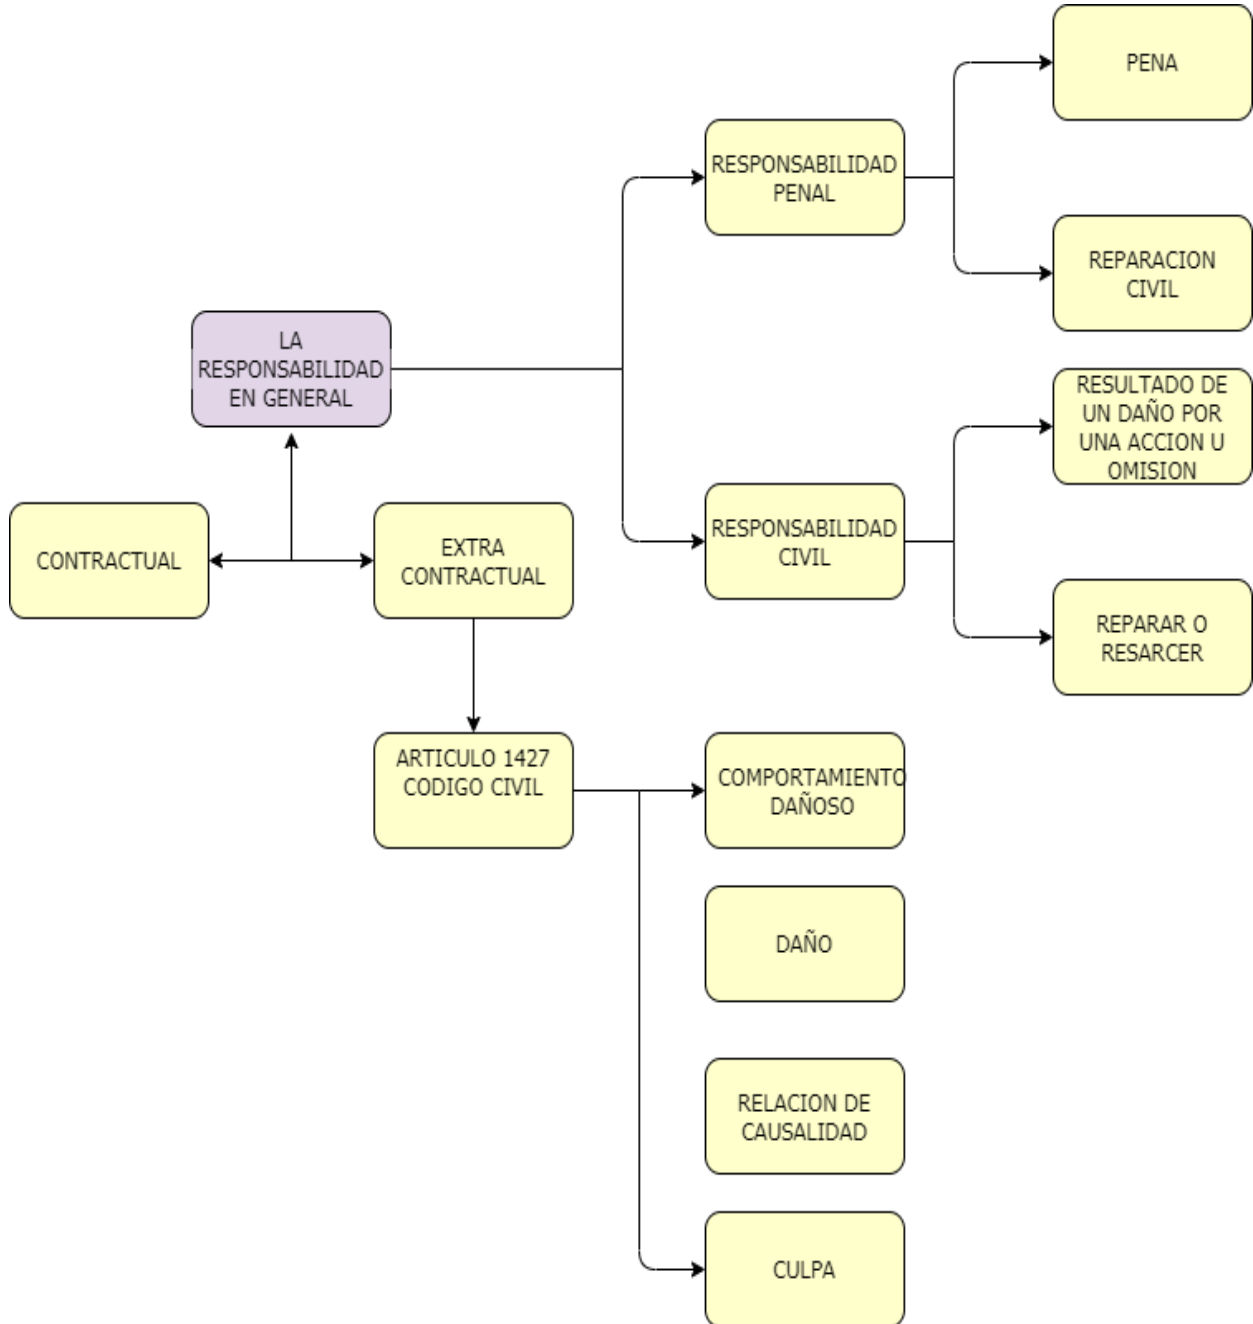 PENA
RESPONSABILIDAD
PENAL
REPARACION
CIVIL
LA
RESPONSABILIDAD
EN GENERAL
RESULTADO DE
UN DAÑO POR
UNA ACCION U
OMISION
CONTRACTUAL
EXTRA
CONTRACTUAL
RESPONSABILIDAD
CIVIL
REPARAR O
RESARCER
ARTICULO 1427
CODIGO CIVIL
COMPORTAMIENTO
DAÑOSO
DAÑO
RELACION DE
CAUSALIDAD
CULPA